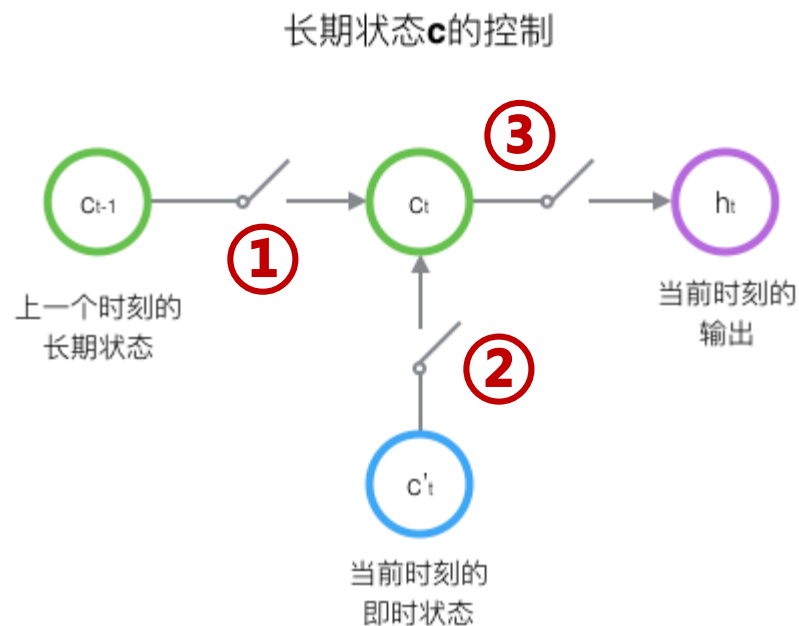 长期状态c的控制
③
Ct-1
Ct
ht
①
上一个时刻的
长期状态
当前时刻的
输出
②
C't
当前时刻的
即时状态